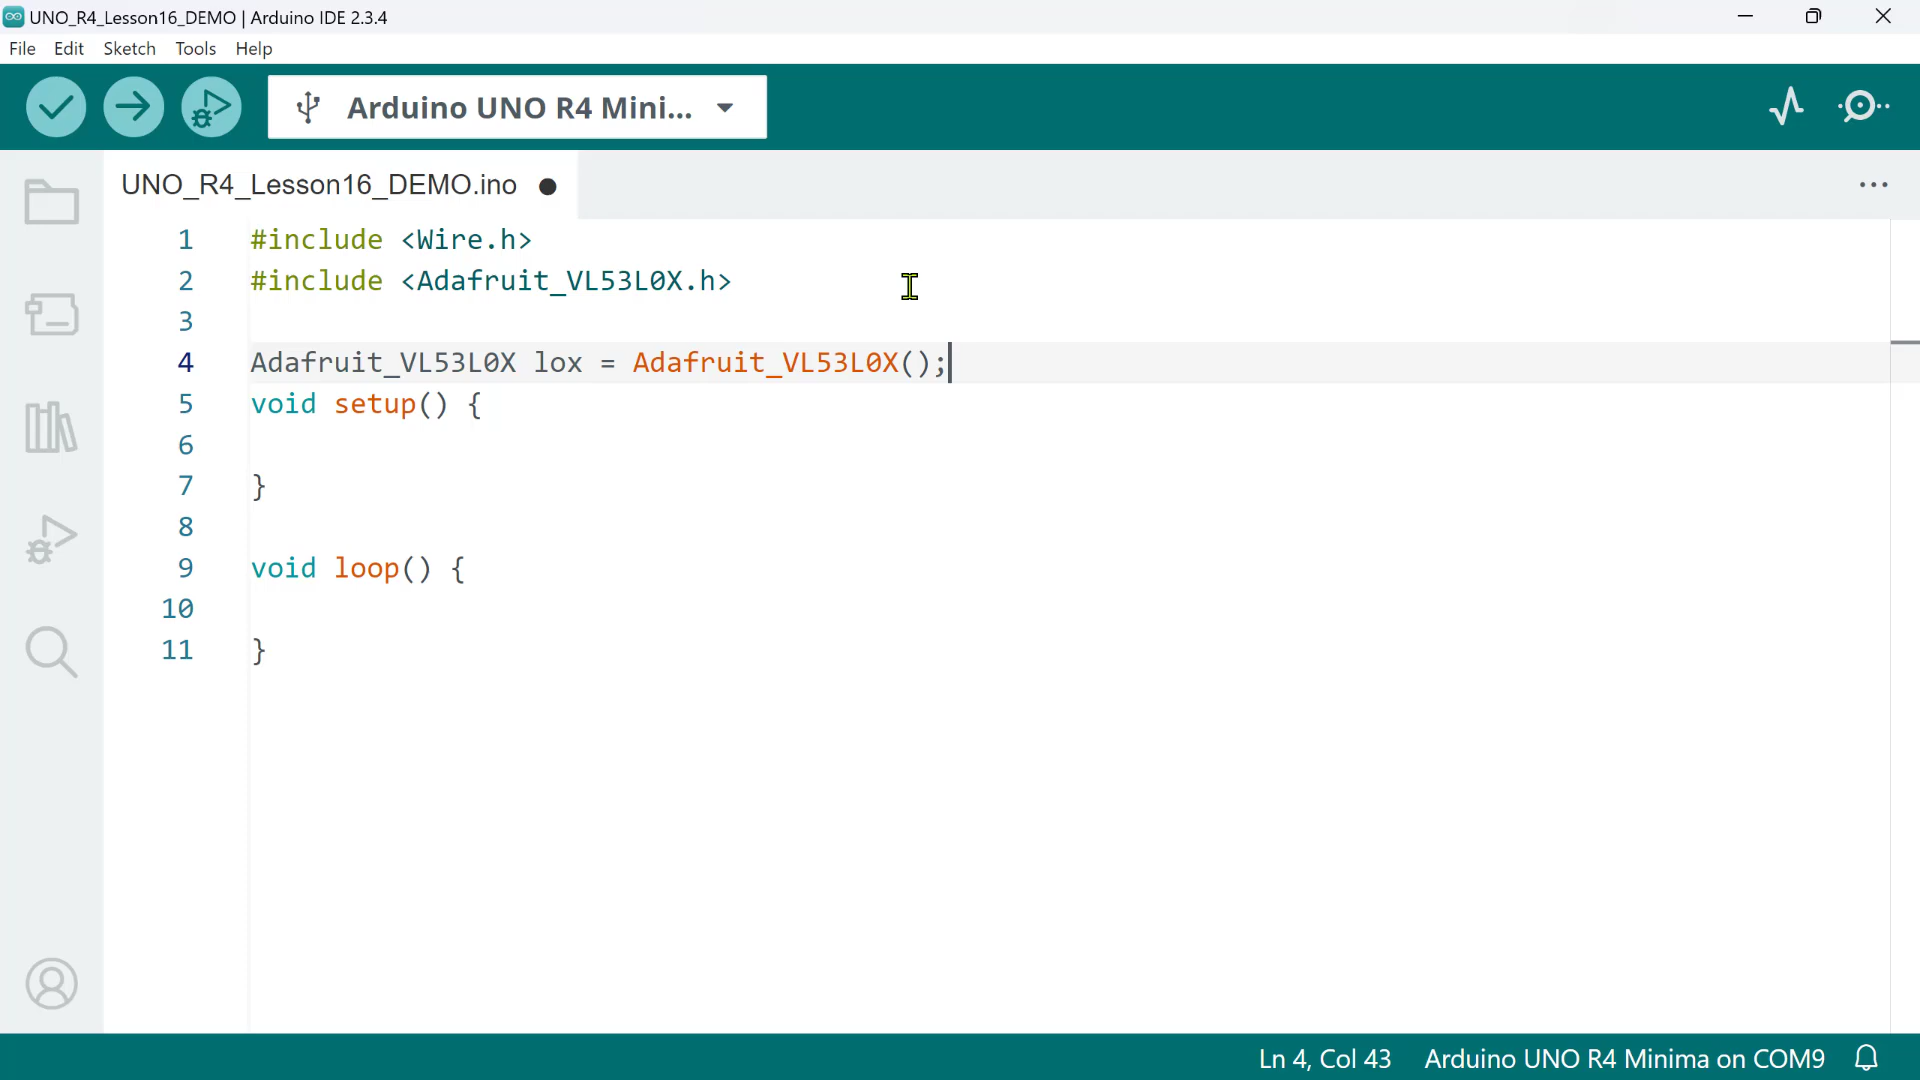 UNO_R4_Lesson16_DEMO | Arduino IDE 2.3.4
File Edit Sketch Tools Help
Arduino UNO R4 Mini...
UNO_R4_Lesson16_DEMO.ino
1 #include <Wire.h>
2 #include <Adafruit_VL53L0X.h>
3
4 Adafruit_VL53L0X lox = Adafruit_VL53L0X();
5 void setup() {
6
7 }
8
9 void loop() {
10
11 }
Ln 4, Col 43 Arduino UNO R4 Minima on COM9